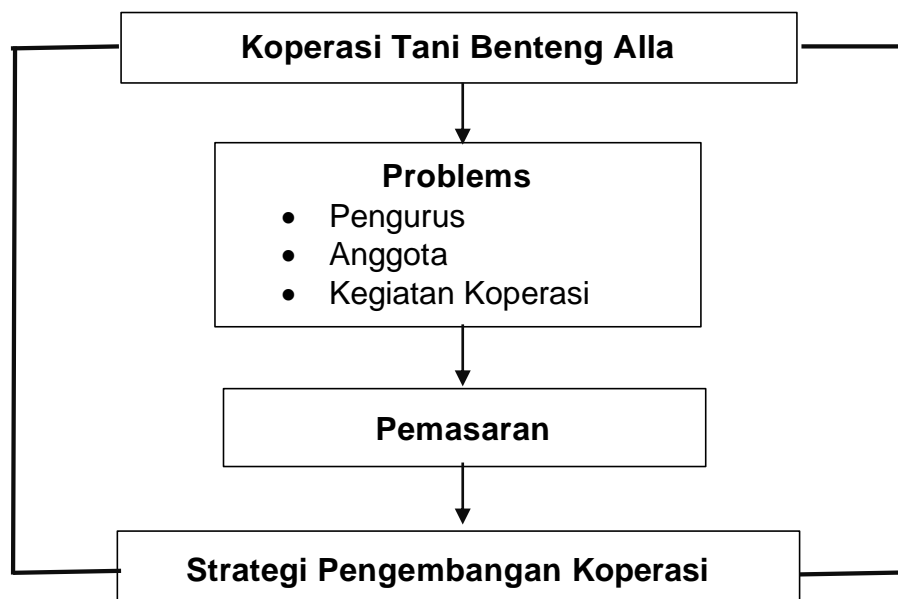 Koperasi Tani Benteng Alla
Problems
• Pengurus
• Anggota
• Kegiatan Koperasi
Pemasaran
Strategi Pengembangan Koperasi